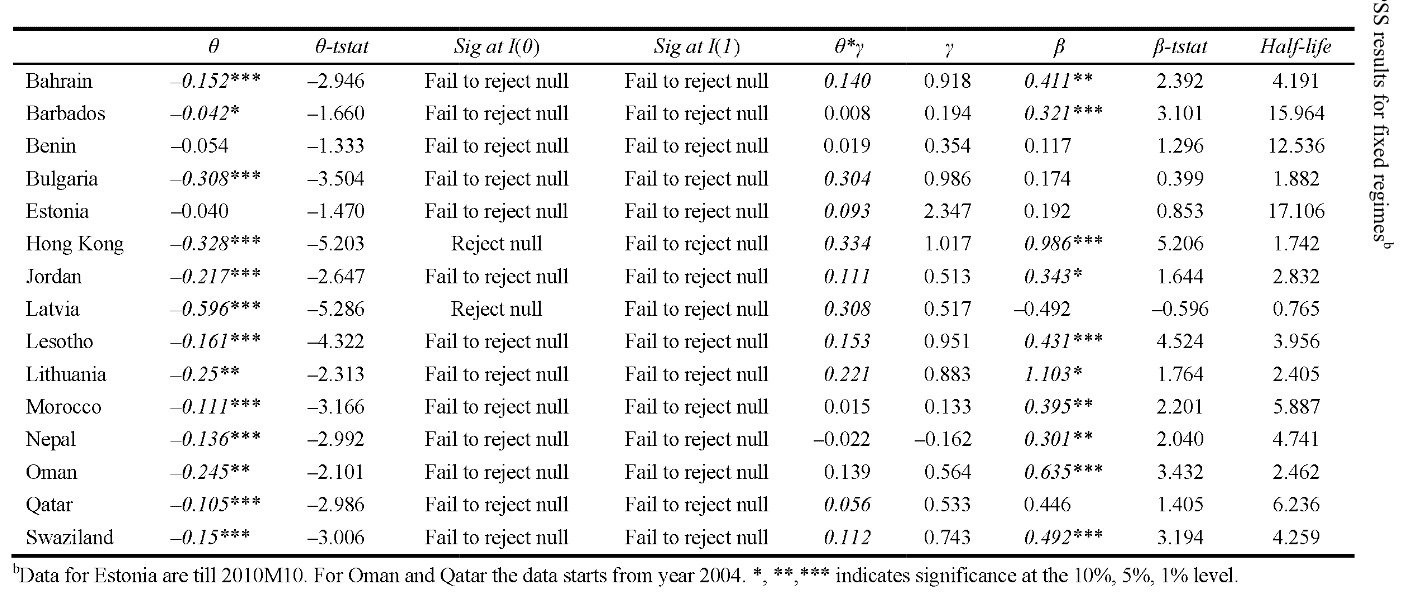 PSS results for fixed regimesᵇ
θ θ-tstat Sig at I(0) Sig at I(1) θ*γ γ β β-tstat Half-life
Bahrain –0.152*** –2.946 Fail to reject null Fail to reject null 0.140 0.918 0.411** 2.392 4.191
Barbados –0.042* –1.660 Fail to reject null Fail to reject null 0.008 0.194 0.321*** 3.101 15.964
Benin –0.054 –1.333 Fail to reject null Fail to reject null 0.019 0.354 0.117 1.296 12.536
Bulgaria –0.308*** –3.504 Fail to reject null Fail to reject null 0.304 0.986 0.174 0.399 1.882
Estonia –0.040 –1.470 Fail to reject null Fail to reject null 0.093 2.347 0.192 0.853 17.106
Hong Kong –0.328*** –5.203 Reject null Fail to reject null 0.334 1.017 0.986*** 5.206 1.742
Jordan –0.217*** –2.647 Fail to reject null Fail to reject null 0.111 0.513 0.343* 1.644 2.832
Latvia –0.596*** –5.286 Reject null Fail to reject null 0.308 0.517 –0.492 –0.596 0.765
Lesotho –0.161*** –4.322 Fail to reject null Fail to reject null 0.153 0.951 0.431*** 4.524 3.956
Lithuania –0.25** –2.313 Fail to reject null Fail to reject null 0.221 0.883 1.103* 1.764 2.405
Morocco –0.111*** –3.166 Fail to reject null Fail to reject null 0.015 0.133 0.395** 2.201 5.887
Nepal –0.136*** –2.992 Fail to reject null Fail to reject null –0.022 –0.162 0.301** 2.040 4.741
Oman –0.245** –2.101 Fail to reject null Fail to reject null 0.139 0.564 0.635*** 3.432 2.462
Qatar –0.105*** –2.986 Fail to reject null Fail to reject null 0.056 0.533 0.446 1.405 6.236
Swaziland –0.15*** –3.006 Fail to reject null Fail to reject null 0.112 0.743 0.492*** 3.194 4.259
ᵇData for Estonia are till 2010M10. For Oman and Qatar the data starts from year 2004. *, **,*** indicates significance at the 10%, 5%, 1% level.